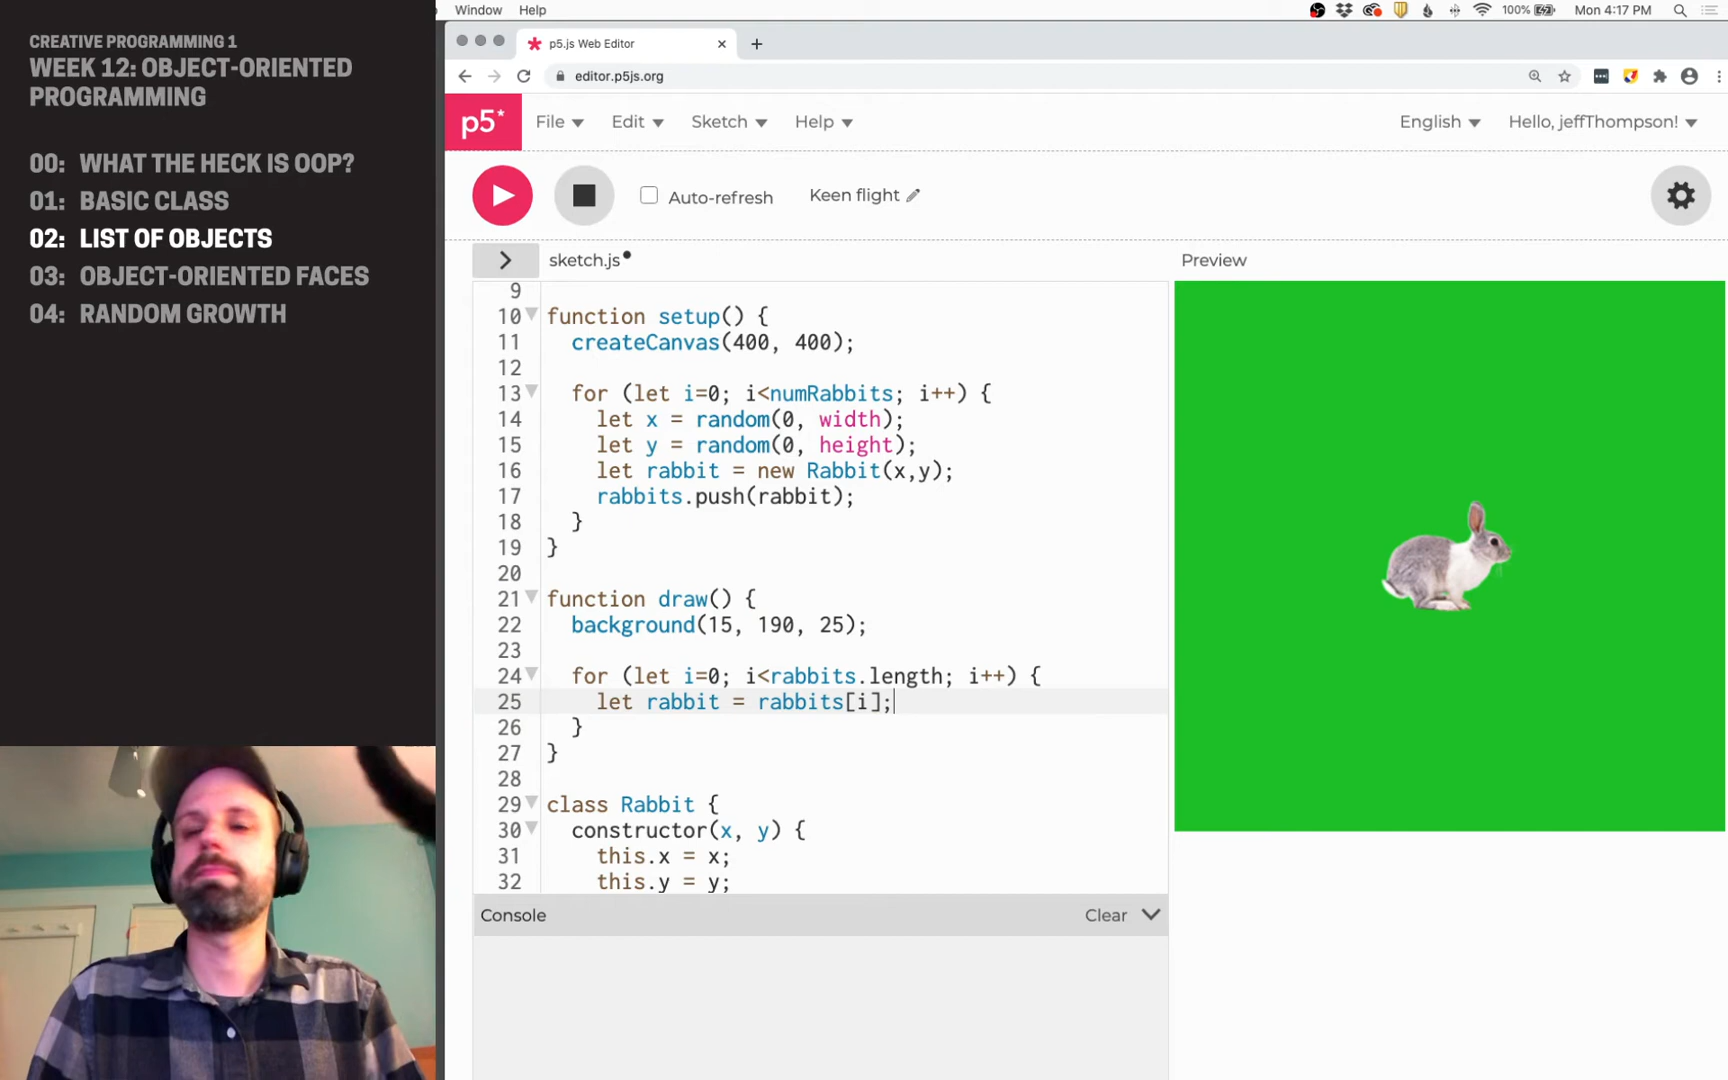 Window Help 100% Mon 4:17 PM
CREATIVE PROGRAMMING 1
WEEK 12: OBJECT-ORIENTED
PROGRAMMING
00: WHAT THE HECK IS OOP?
01: BASIC CLASS
02: LIST OF OBJECTS
03: OBJECT-ORIENTED FACES
04: RANDOM GROWTH
p5.js Web Editor
editor.p5js.org
p5* File Edit Sketch Help English Hello, jeffThompson!
Auto-refresh Keen flight
sketch.js
Preview
9
10 function setup() {
11 createCanvas(400, 400);
12
13 for (let i=0; i<numRabbits; i++) {
14 let x = random(0, width);
15 let y = random(0, height);
16 let rabbit = new Rabbit(x,y);
17 rabbits.push(rabbit);
18 }
19 }
20
21 function draw() {
22 background(15, 190, 25);
23
24 for (let i=0; i<rabbits.length; i++) {
25 let rabbit = rabbits[i];
26 }
27 }
28
29 class Rabbit {
30 constructor(x, y) {
31 this.x = x;
32 this.y = y;
Console Clear